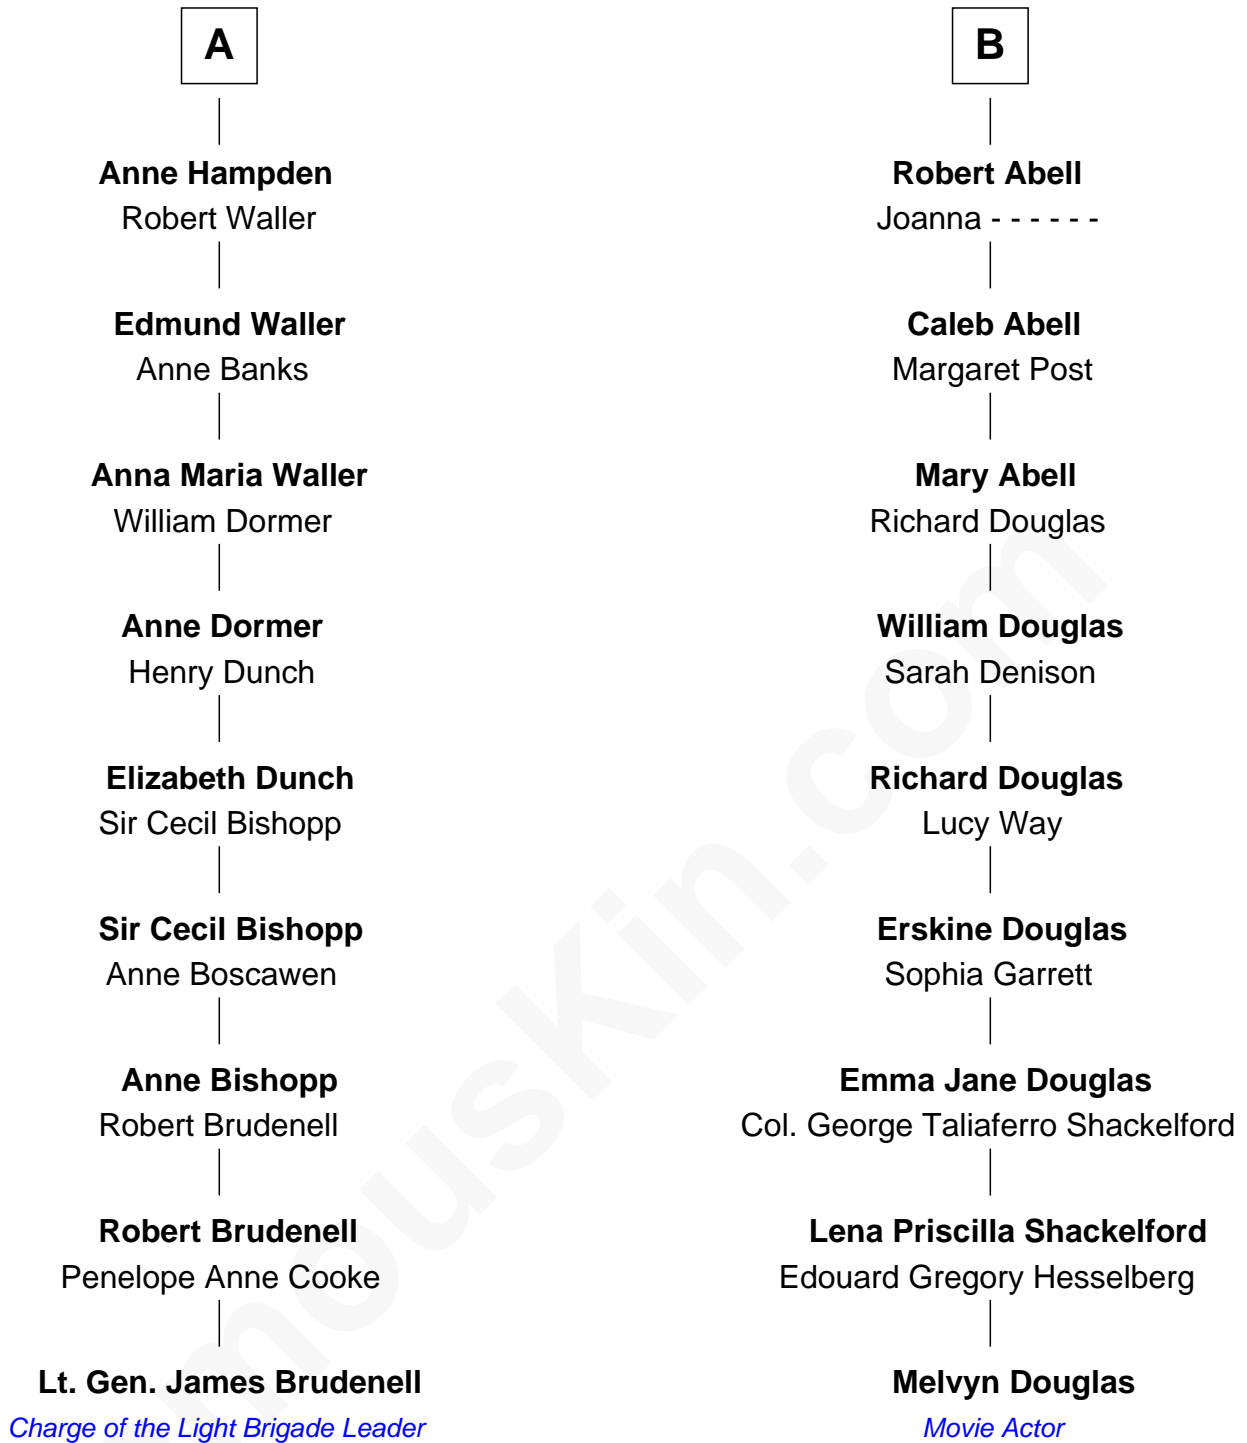 A
B
Anne Hampden
Robert Waller
Robert Abell
Joanna - - - - - -
Edmund Waller
Anne Banks
Caleb Abell
Margaret Post
Anna Maria Waller
William Dormer
Mary Abell
Richard Douglas
Anne Dormer
Henry Dunch
William Douglas
Sarah Denison
Elizabeth Dunch
Sir Cecil Bishopp
Richard Douglas
Lucy Way
Sir Cecil Bishopp
Anne Boscawen
Erskine Douglas
Sophia Garrett
Anne Bishopp
Robert Brudenell
Emma Jane Douglas
Col. George Taliaferro Shackelford
Robert Brudenell
Penelope Anne Cooke
Lena Priscilla Shackelford
Edouard Gregory Hesselberg
Lt. Gen. James Brudenell
Charge of the Light Brigade Leader
Melvyn Douglas
Movie Actor
mousKin.com